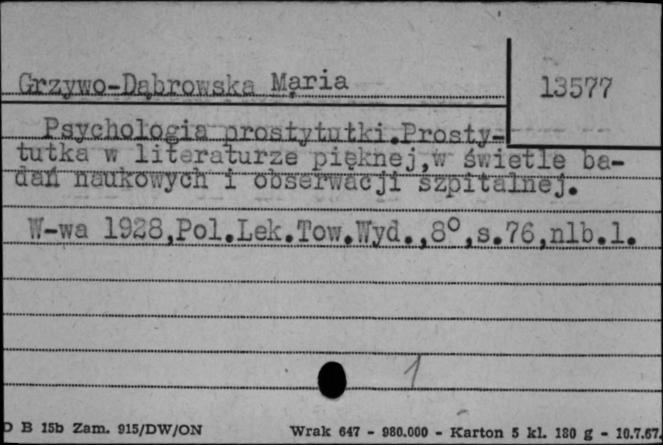 Grzywo-Dąbrowska Maria
13577
Psychologia prostytutki.Prosty-
tutka w literaturze pięknej,w świetle ba-
dań naukowych i obserwacji szpitalnej.
W-wa 1928,Pol.Lek.Tow.Wyd.,8°,s.76,nlb.1.
1
D B 15b Zam. 915/DW/ON
Wrak 647 - 980.000 - Karton 5 kl. 180 g - 10.7.67